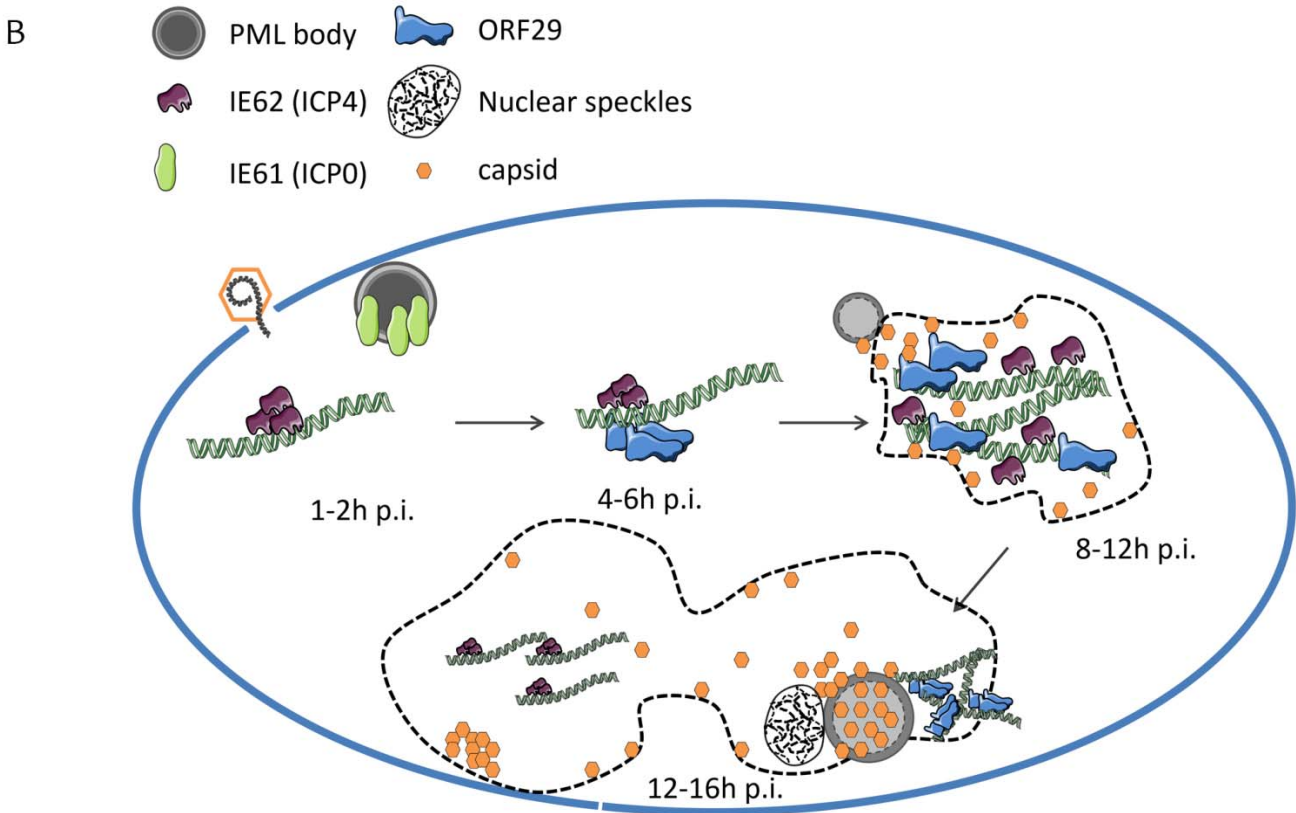 B
PML body
ORF29
IE62 (ICP4)
Nuclear speckles
IE61 (ICP0)
capsid
1-2h p.i.
4-6h p.i.
8-12h p.i.
12-16h p.i.